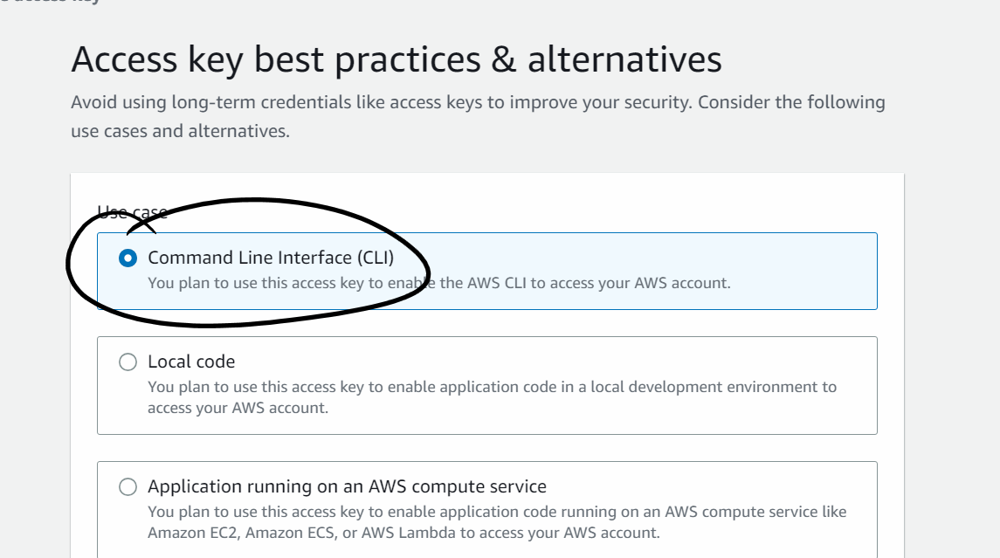 Access key best practices & alternatives
Avoid using long-term credentials like access keys to improve your security. Consider the following
use cases and alternatives.
Use case
Command Line Interface (CLI)
You plan to use this access key to enable the AWS CLI to access your AWS account.
Local code
You plan to use this access key to enable application code in a local development environment to
access your AWS account.
Application running on an AWS compute service
You plan to use this access key to enable application code running on an AWS compute service like
Amazon EC2, Amazon ECS, or AWS Lambda to access your AWS account.